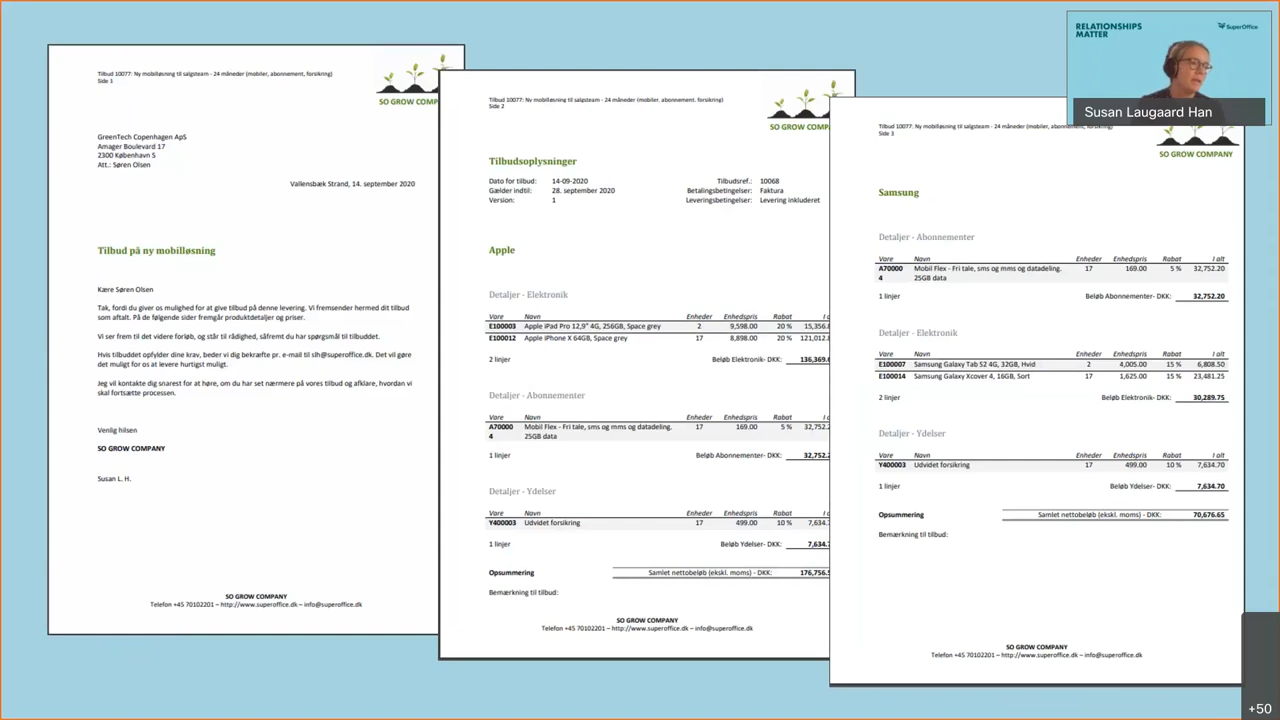 Tilbud 10077: Ny mobilløsning til salgsteam - 24 måneder (mobiler, abonnement, forsikring)
Side 1
SO GROW COMP
GreenTech Copenhagen ApS
Amager Boulevard 17
2300 København S
Att.: Søren Olsen
Vallensbæk Strand, 14. september 2020
Tilbud på ny mobilløsning
Kære Søren Olsen
Tak, fordi du giver os mulighed for at give tilbud på denne levering. Vi fremsender hermed dit tilbud
som aftalt. På de følgende sider fremgår produktdetaljer og priser.
Vi ser frem til det videre forløb, og står til rådighed, såfremt du har spørgsmål til tilbuddet.
Hvis tilbuddet opfylder dine krav, beder vi dig bekræfte pr. e-mail til slh@superoffice.dk. Det vil gøre
det muligt for os at levere hurtigst muligt.
Jeg vil kontakte dig snarest for at høre, om du har set nærmere på vores tilbud og afklare, hvordan vi
skal fortsætte processen.
Venlig hilsen
SO GROW COMPANY
Susan L. H.
SO GROW COMPANY
Telefon +45 70102201 – http://www.superoffice.dk – info@superoffice.dk
Tilbud 10077: Ny mobilløsning til salgsteam - 24 måneder (mobiler, abonnement, forsikring)
Side 2
SO GROW COMP
Tilbudsoplysninger
Dato for tilbud: 14-09-2020 Tilbudsref.: 10068
Gælder indtil: 28. september 2020 Betalingsbetingelser: Faktura
Version: 1 Leveringsbetingelser: Levering inkluderet
Apple
Detaljer - Elektronik
Vare Navn Enheder Enhedspris Rabat I
E100003 Apple iPad Pro 12,9" 4G, 256GB, Space grey 2 9,598.00 20 % 15,356.
E100012 Apple iPhone X 64GB, Space grey 17 8,898.00 20 % 121,012.
2 linjer Beløb Elektronik- DKK: 136,369.
Detaljer - Abonnementer
Vare Navn Enheder Enhedspris Rabat I
A70000 Mobil Flex - Fri tale, sms og mms og datadeling. 17 169.00 5 % 32,752.
4 25GB data
1 linjer Beløb Abonnementer- DKK: 32,752.
Detaljer - Ydelser
Vare Navn Enheder Enhedspris Rabat I
Y400003 Udvidet forsikring 17 499.00 10 % 7,634.
1 linjer Beløb Ydelser- DKK: 7,634.
Opsummering Samlet nettobeløb (ekskl. moms) - DKK: 176,756.
Bemærkning til tilbud:
SO GROW COMPANY
Telefon +45 70102201 – http://www.superoffice.dk – info@superoffice.dk
Tilbud 10077: Ny mobilløsning til salgsteam - 24 måneder (mobiler, abonnement, forsikring)
Side 3
SO GROW COMPANY
Samsung
Detaljer - Abonnementer
Vare Navn Enheder Enhedspris Rabat I alt
A70000 Mobil Flex - Fri tale, sms og mms og datadeling. 17 169.00 5 % 32,752.20
4 25GB data
1 linjer Beløb Abonnementer- DKK: 32,752.20
Detaljer - Elektronik
Vare Navn Enheder Enhedspris Rabat I alt
E100007 Samsung Galaxy Tab S2 4G, 32GB, Hvid 2 4,005.00 15 % 6,808.50
E100014 Samsung Galaxy Xcover 4, 16GB, Sort 17 1,625.00 15 % 23,481.25
2 linjer Beløb Elektronik- DKK: 30,289.75
Detaljer - Ydelser
Vare Navn Enheder Enhedspris Rabat I alt
Y400003 Udvidet forsikring 17 499.00 10 % 7,634.70
1 linjer Beløb Ydelser- DKK: 7,634.70
Opsummering Samlet nettobeløb (ekskl. moms) - DKK: 70,676.65
Bemærkning til tilbud:
SO GROW COMPANY
Telefon +45 70102201 – http://www.superoffice.dk – info@superoffice.dk
RELATIONSHIPS
MATTER
SuperOffice
Susan Laugaard Han
+50